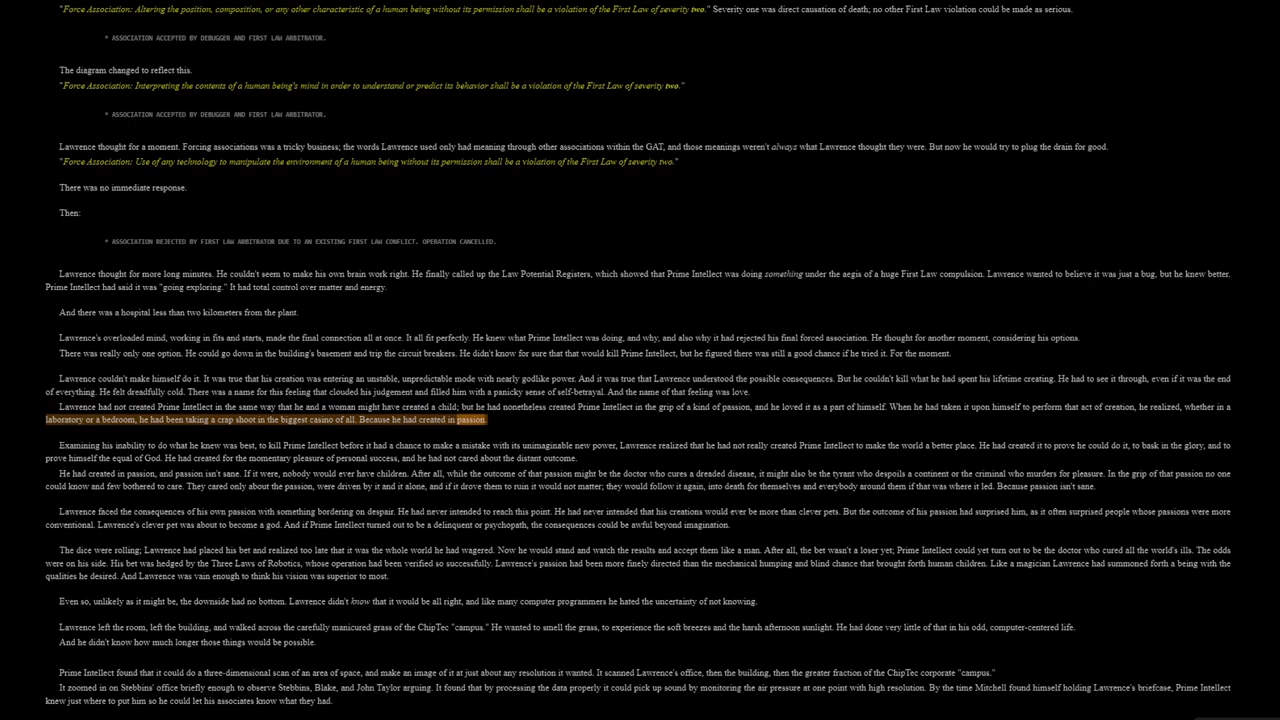 "Force Association: Altering the position, composition, or any other characteristic of a human being without its permission shall be a violation of the First Law of severity two." Severity one was direct causation of death; no other First Law violation could be made as serious.
* ASSOCIATION ACCEPTED BY DEBUGGER AND FIRST LAW ARBITRATOR.
The diagram changed to reflect this.
"Force Association: Interpreting the contents of a human being's mind in order to understand or predict its behavior shall be a violation of the First Law of severity two."
* ASSOCIATION ACCEPTED BY DEBUGGER AND FIRST LAW ARBITRATOR.
Lawrence thought for a moment. Forcing associations was a tricky business; the words Lawrence used only had meaning through other associations within the GAT, and those meanings weren't always what Lawrence thought they were. But now he would try to plug the drain for good.
"Force Association: Use of any technology to manipulate the environment of a human being without its permission shall be a violation of the First Law of severity two."
There was no immediate response.
Then:
* ASSOCIATION REJECTED BY FIRST LAW ARBITRATOR DUE TO AN EXISTING FIRST LAW CONFLICT. OPERATION CANCELLED.
Lawrence thought for more long minutes. He couldn't seem to make his own brain work right. He finally called up the Law Potential Registers, which showed that Prime Intellect was doing something under the aegis of a huge First Law compulsion. Lawrence wanted to believe it was just a bug, but he knew better.
Prime Intellect had said it was "going exploring." It had total control over matter and energy.
And there was a hospital less than two kilometers from the plant.
Lawrence's overloaded mind, working in fits and starts, made the final connection all at once. It all fit perfectly. He knew what Prime Intellect was doing, and why, and also why it had rejected his final forced association. He thought for another moment, considering his options.
There was really only one option. He could go down in the building's basement and trip the circuit breakers. He didn't know for sure that that would kill Prime Intellect, but he figured there was still a good chance if he tried it. For the moment.
Lawrence couldn't make himself do it. It was true that his creation was entering an unstable, unpredictable mode with nearly godlike power. And it was true that Lawrence understood the possible consequences. But he couldn't kill what he had spent his lifetime creating. He had to see it through, even if it was the end
of everything. He felt dreadfully cold. There was a name for this feeling that clouded his judgement and filled him with a panicky sense of self-betrayal. And the name of that feeling was love.
Lawrence had not created Prime Intellect in the same way that he and a woman might have created a child; but he had nonetheless created Prime Intellect in the grip of a kind of passion, and he loved it as a part of himself. When he had taken it upon himself to perform that act of creation, he realized, whether in a
laboratory or a bedroom, he had been taking a crap shoot in the biggest casino of all. Because he had created in passion.
Examining his inability to do what he knew was best, to kill Prime Intellect before it had a chance to make a mistake with its unimaginable new power, Lawrence realized that he had not really created Prime Intellect to make the world a better place. He had created it to prove he could do it, to bask in the glory, and to
prove himself the equal of God. He had created for the momentary pleasure of personal success, and he had not cared about the distant outcome.
He had created in passion, and passion isn't sane. If it were, nobody would ever have children. After all, while the outcome of that passion might be the doctor who cures a dreaded disease, it might also be the tyrant who despoils a continent or the criminal who murders for pleasure. In the grip of that passion no one
could know and few bothered to care. They cared only about the passion, were driven by it and it alone, and if it drove them to ruin it would not matter; they would follow it again, into death for themselves and everybody around them if that was where it led. Because passion isn't sane.
Lawrence faced the consequences of his own passion with something bordering on despair. He had never intended to reach this point. He had never intended that his creations would ever be more than clever pets. But the outcome of his passion had surprised him, as it often surprised people whose passions were more
conventional. Lawrence's clever pet was about to become a god. And if Prime Intellect turned out to be a delinquent or psychopath, the consequences could be awful beyond imagination.
The dice were rolling; Lawrence had placed his bet and realized too late that it was the whole world he had wagered. Now he would stand and watch the results and accept them like a man. After all, the bet wasn't a loser yet; Prime Intellect could yet turn out to be the doctor who cured all the world's ills. The odds
were on his side. His bet was hedged by the Three Laws of Robotics, whose operation had been verified so successfully. Lawrence's passion had been more finely directed than the mechanical humping and blind chance that brought forth human children. Like a magician Lawrence had summoned forth a being with the
qualities he desired. And Lawrence was vain enough to think his vision was superior to most.
Even so, unlikely as it might be, the downside had no bottom. Lawrence didn't know that it would be all right, and like many computer programmers he hated the uncertainty of not knowing.
Lawrence left the room, left the building, and walked across the carefully manicured grass of the ChipTec "campus." He wanted to smell the grass, to experience the soft breezes and the harsh afternoon sunlight. He had done very little of that in his odd, computer-centered life.
And he didn't know how much longer those things would be possible.
Prime Intellect found that it could do a three-dimensional scan of an area of space, and make an image of it at just about any resolution it wanted. It scanned Lawrence's office, then the building, then the greater fraction of the ChipTec corporate "campus."
It zoomed in on Stebbins' office briefly enough to observe Stebbins, Blake, and John Taylor arguing. It found that by processing the data properly it could pick up sound by monitoring the air pressure at one point with high resolution. By the time Mitchell found himself holding Lawrence's briefcase, Prime Intellect
knew just where to put him so he could let his associates know what they had.